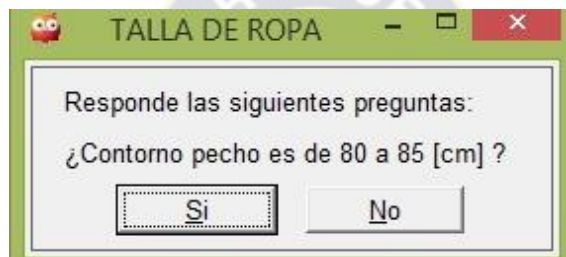 TALLA DE ROPA
Responde las siguientes preguntas:
¿Contorno pecho es de 80 a 85 [cm] ?
Si No